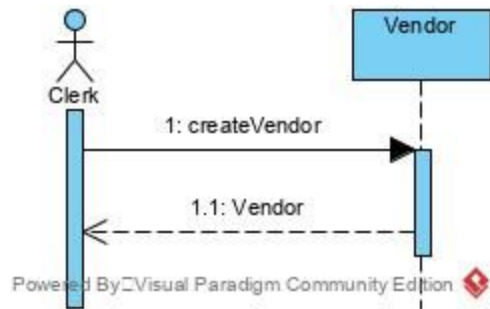 Vendor
Clerk
1: createVendor
1.1: Vendor
Powered By□Visual Paradigm Community Edition